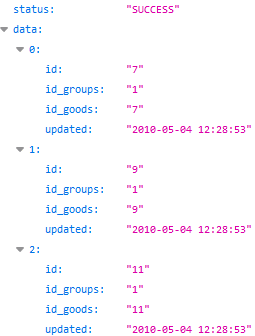 status: "SUCCESS"
data:
0:
id: "7"
id_groups: "1"
id_goods: "7"
updated: "2010-05-04 12:28:53"
1:
id: "9"
id_groups: "1"
id_goods: "9"
updated: "2010-05-04 12:28:53"
2:
id: "11"
id_groups: "1"
id_goods: "11"
updated: "2010-05-04 12:28:53"